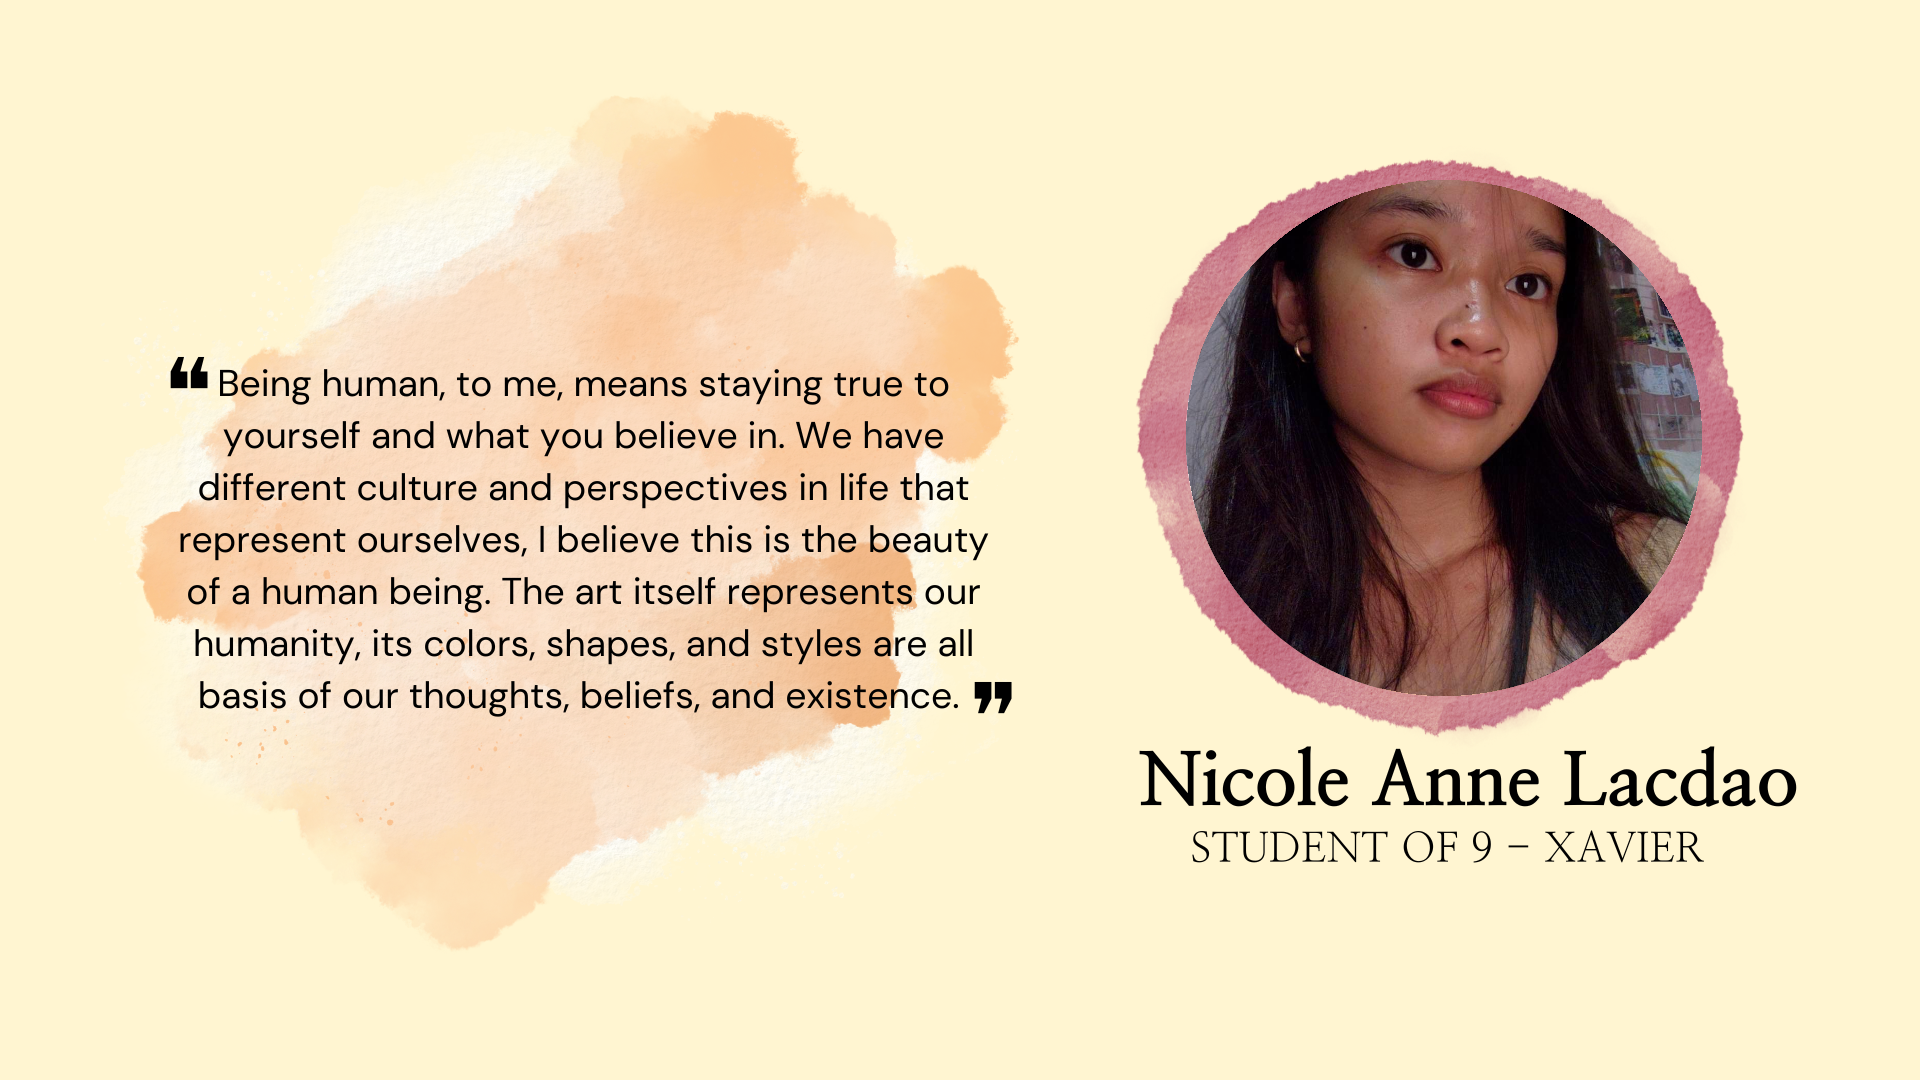 ❝ Being human, to me, means staying true to
yourself and what you believe in. We have
different culture and perspectives in life that
represent ourselves, I believe this is the beauty
of a human being. The art itself represents our
humanity, its colors, shapes, and styles are all
basis of our thoughts, beliefs, and existence. ❞
Nicole Anne Lacdao
STUDENT OF 9 – XAVIER